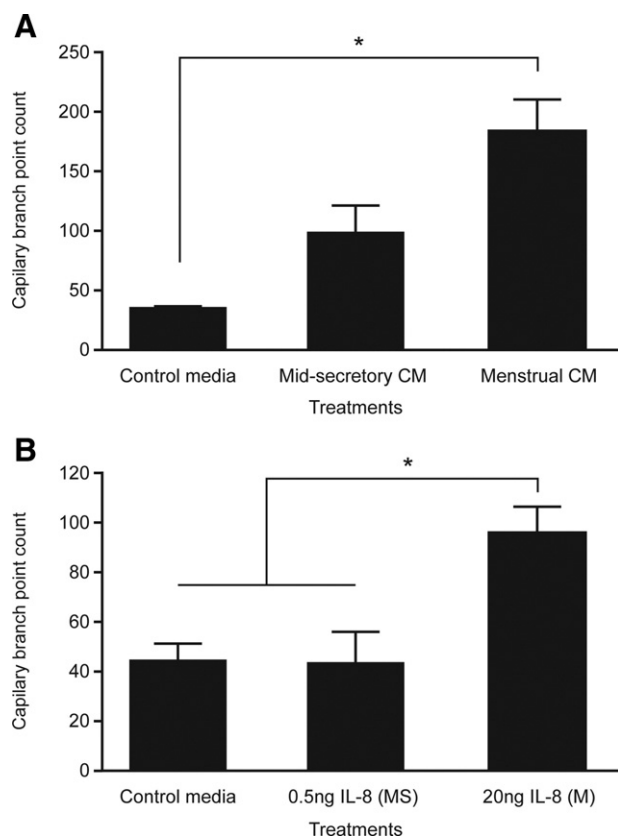 A
*
Capilary branch point count
250
200
150
100
50
0
Control media Mid-secretory CM Menstrual CM
Treatments
B
*
Capilary branch point count
120
100
80
60
40
20
0
Control media 0.5ng IL-8 (MS) 20ng IL-8 (M)
Treatments